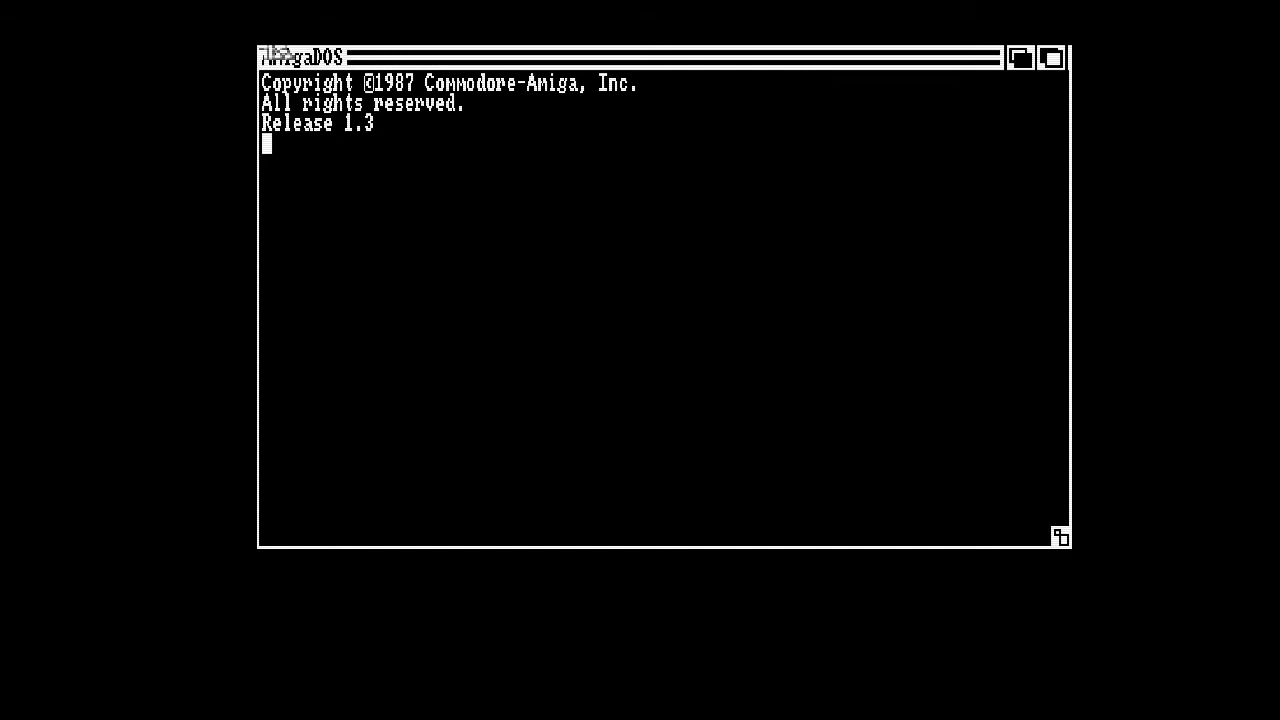 AmigaDOS
Copyright ©1987 Commodore-Amiga, Inc.
All rights reserved.
Release 1.3